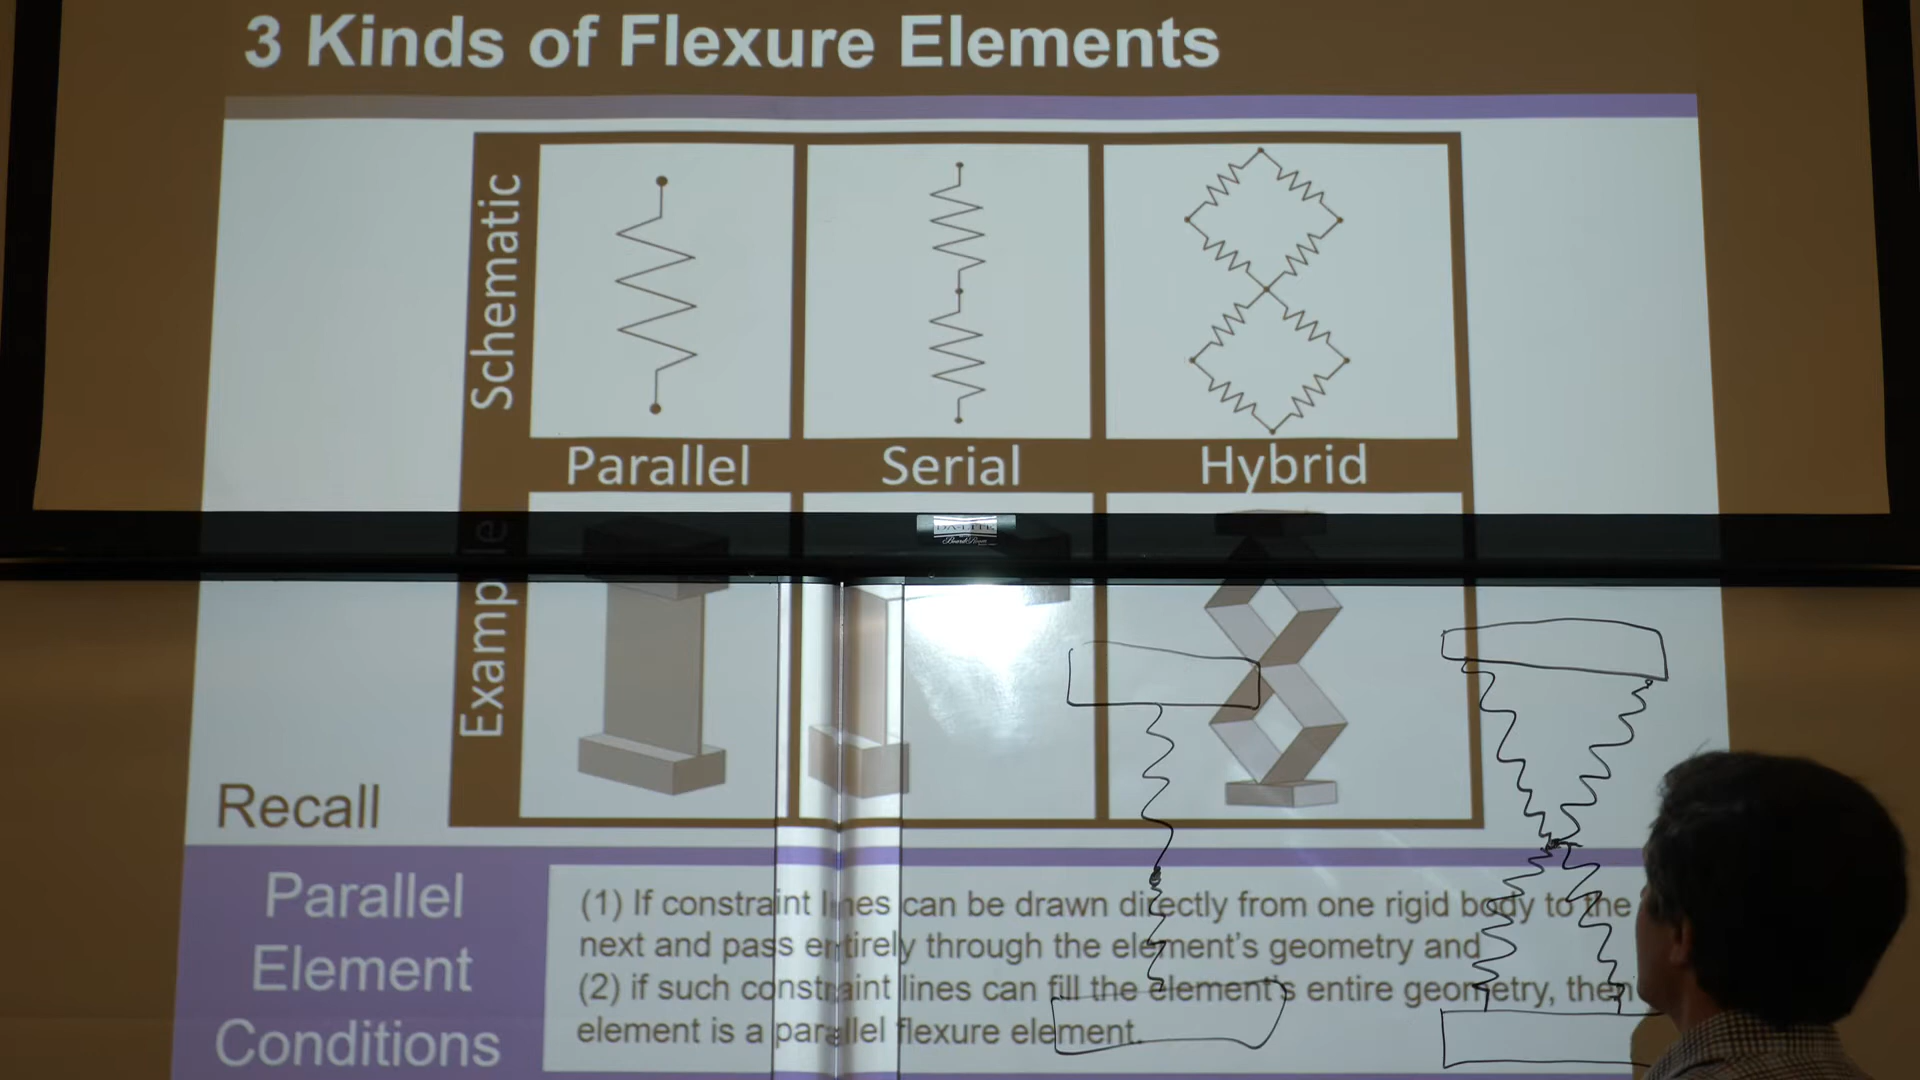 3 Kinds of Flexure Elements
Schematic
Parallel
Serial
Hybrid
Example
DA-LITE
Recall
Parallel
Element
Conditions
(1) If constraint lines can be drawn directly from one rigid body to the
next and pass entirely through the element's geometry and
(2) if such constraint lines can fill the element's entire geometry, then
element is a parallel flexure element.